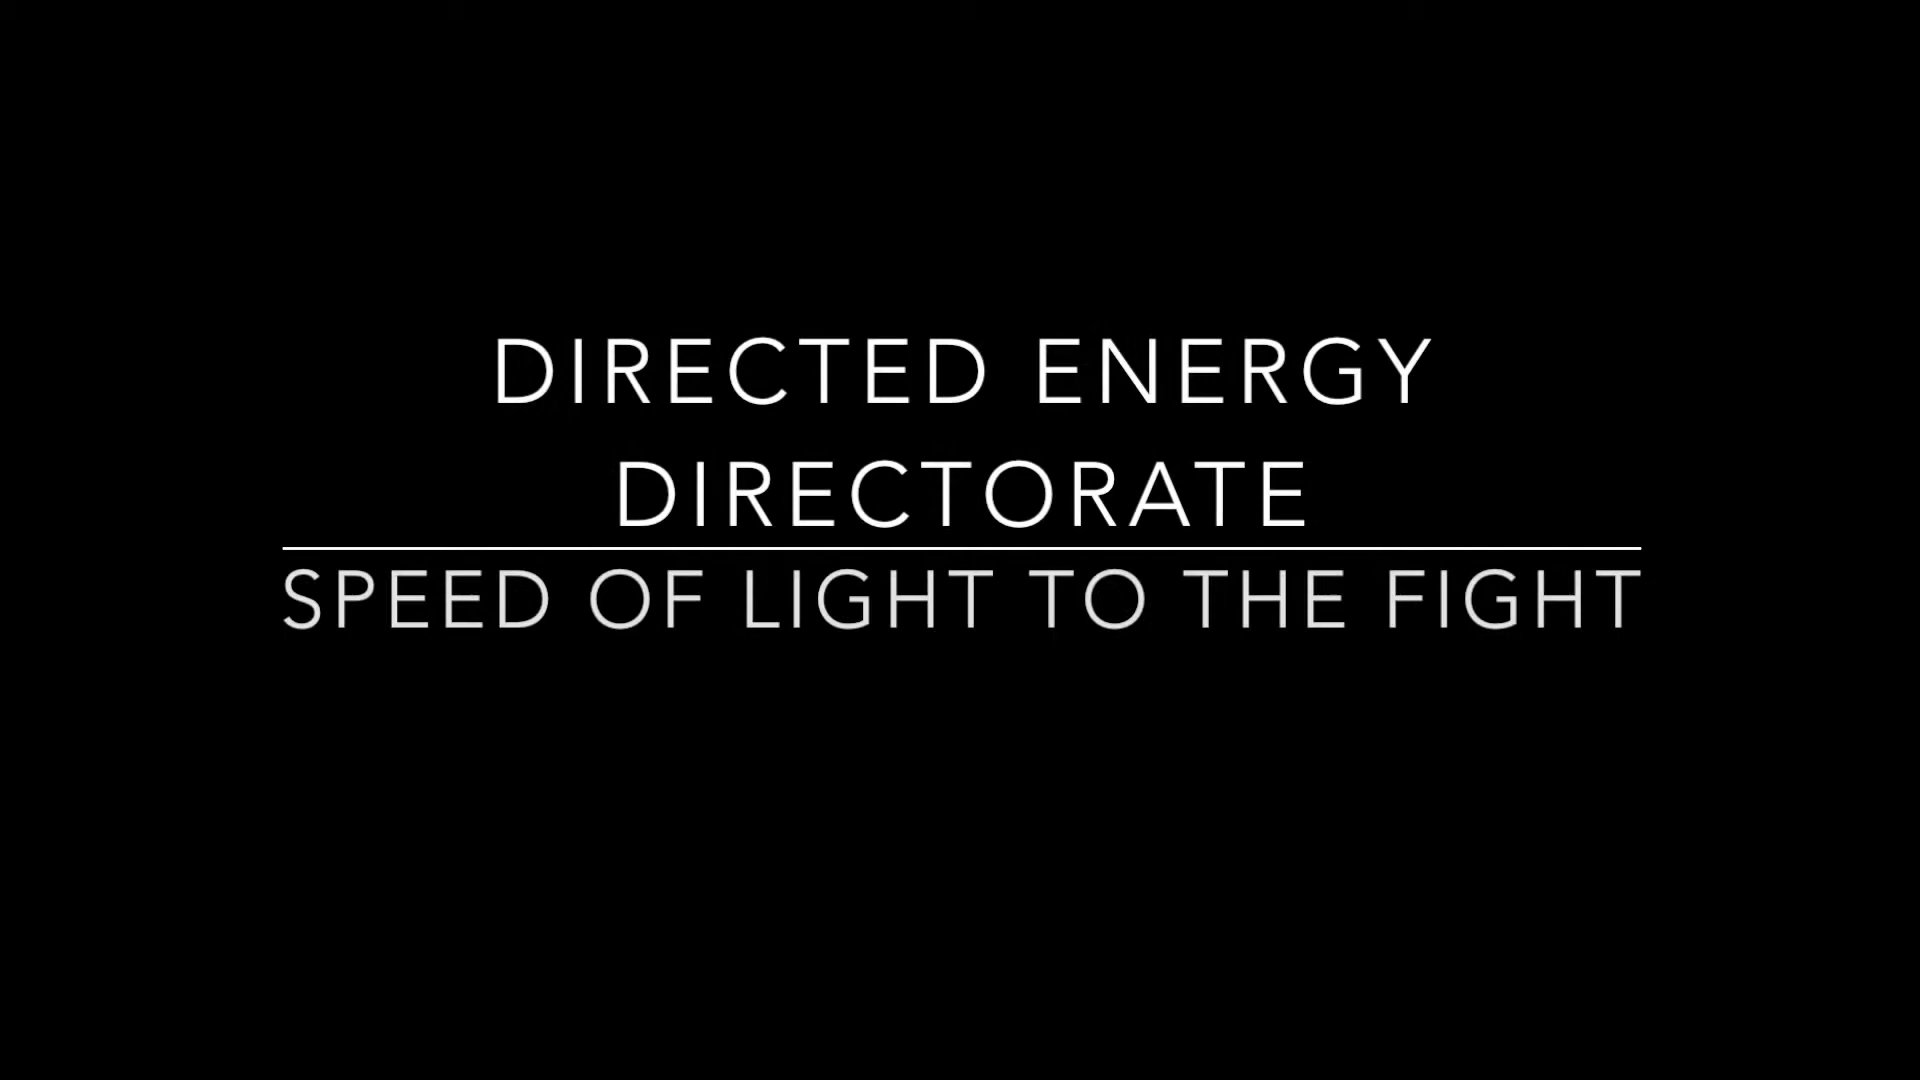 DIRECTED ENERGY
DIRECTORATE
SPEED OF LIGHT TO THE FIGHT